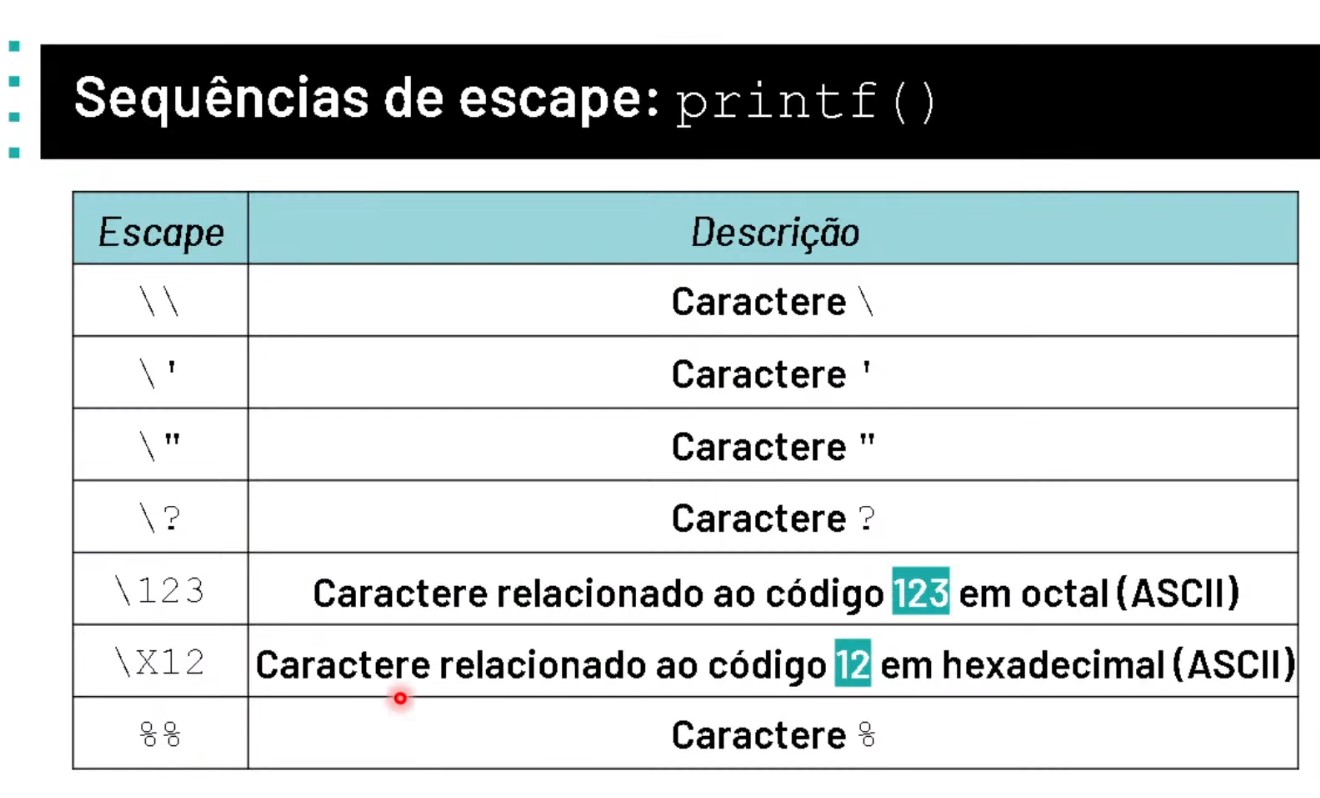 Sequências de escape: printf()
Escape Descrição
\\ Caractere \
\' Caractere '
\" Caractere "
\? Caractere ?
\123 Caractere relacionado ao código 123 em octal (ASCII)
\X12 Caractere relacionado ao código 12 em hexadecimal (ASCII)
%% Caractere %